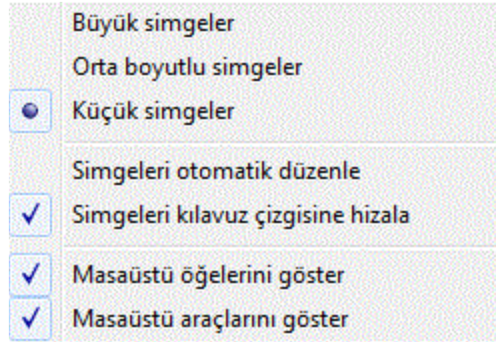 Büyük simgeler
Orta boyutlu simgeler
Küçük simgeler
Simgeleri otomatik düzenle
Simgeleri kılavuz çizgisine hizala
Masaüstü öğelerini göster
Masaüstü araçlarını göster